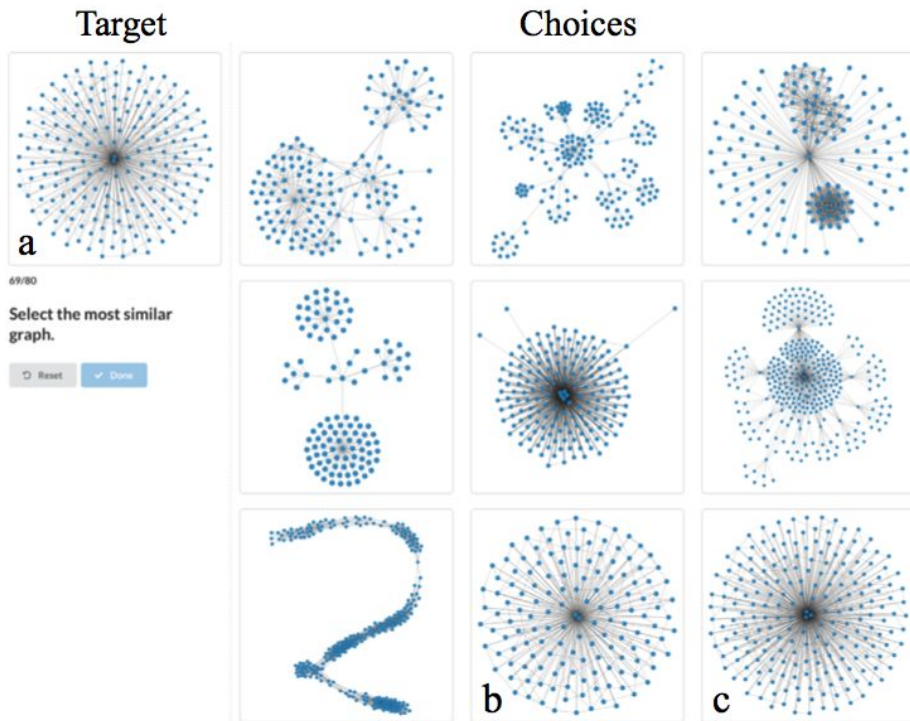 Target
Choices
a
69/80
Select the most similar
graph.
Reset
Done
b
c